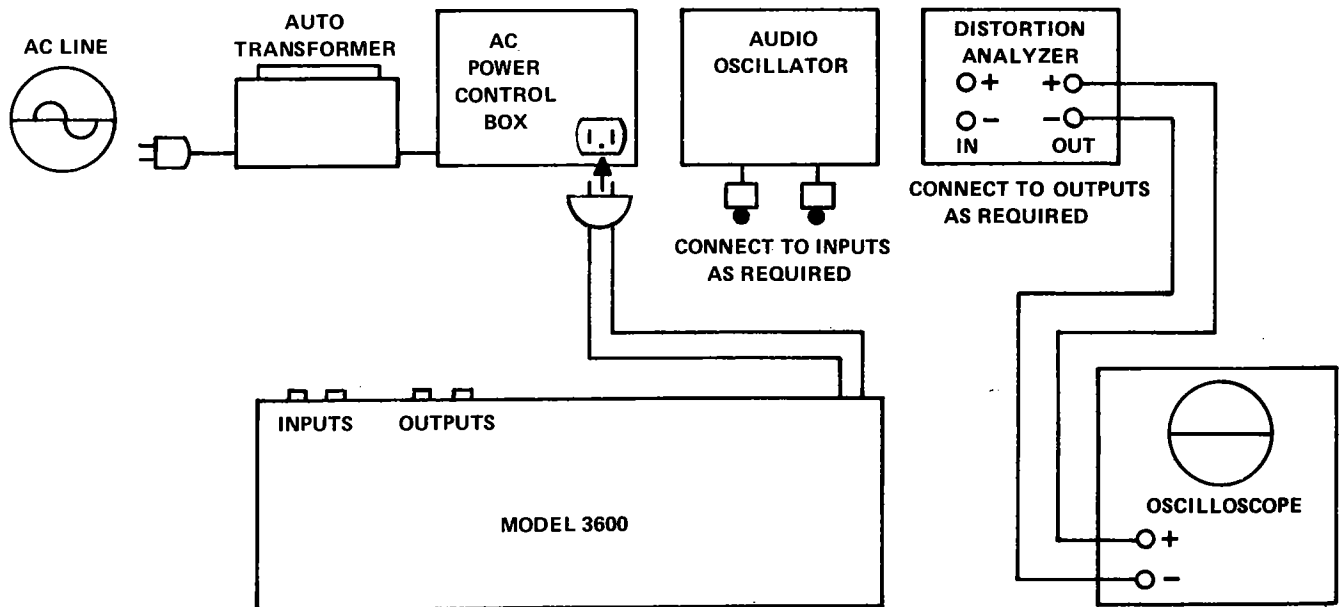 AC LINE
AUTO
TRANSFORMER
AC
POWER
CONTROL
BOX
AUDIO
OSCILLATOR
CONNECT TO INPUTS
AS REQUIRED
DISTORTION
ANALYZER
+ +
- -
IN OUT
CONNECT TO OUTPUTS
AS REQUIRED
INPUTS OUTPUTS
MODEL 3600
OSCILLOSCOPE
+
-